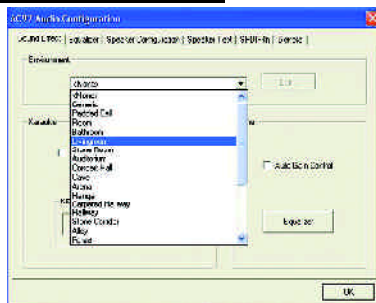 AC97 Audio Configuration
Sound Effect | Equalizer | Speaker Configuration | Speaker Test | S/PDIF-In | General
Environment
<None>
Edit
<None>
Generic
Padded Cell
Room
Bathroom
Livingroom
Stone Room
Auditorium
Concert Hall
Cave
Arena
Hangar
Carpeted Hallway
Hallway
Stone Corridor
Alley
Forest
Karaoke
Auto Gain Control
Equalizer
OK